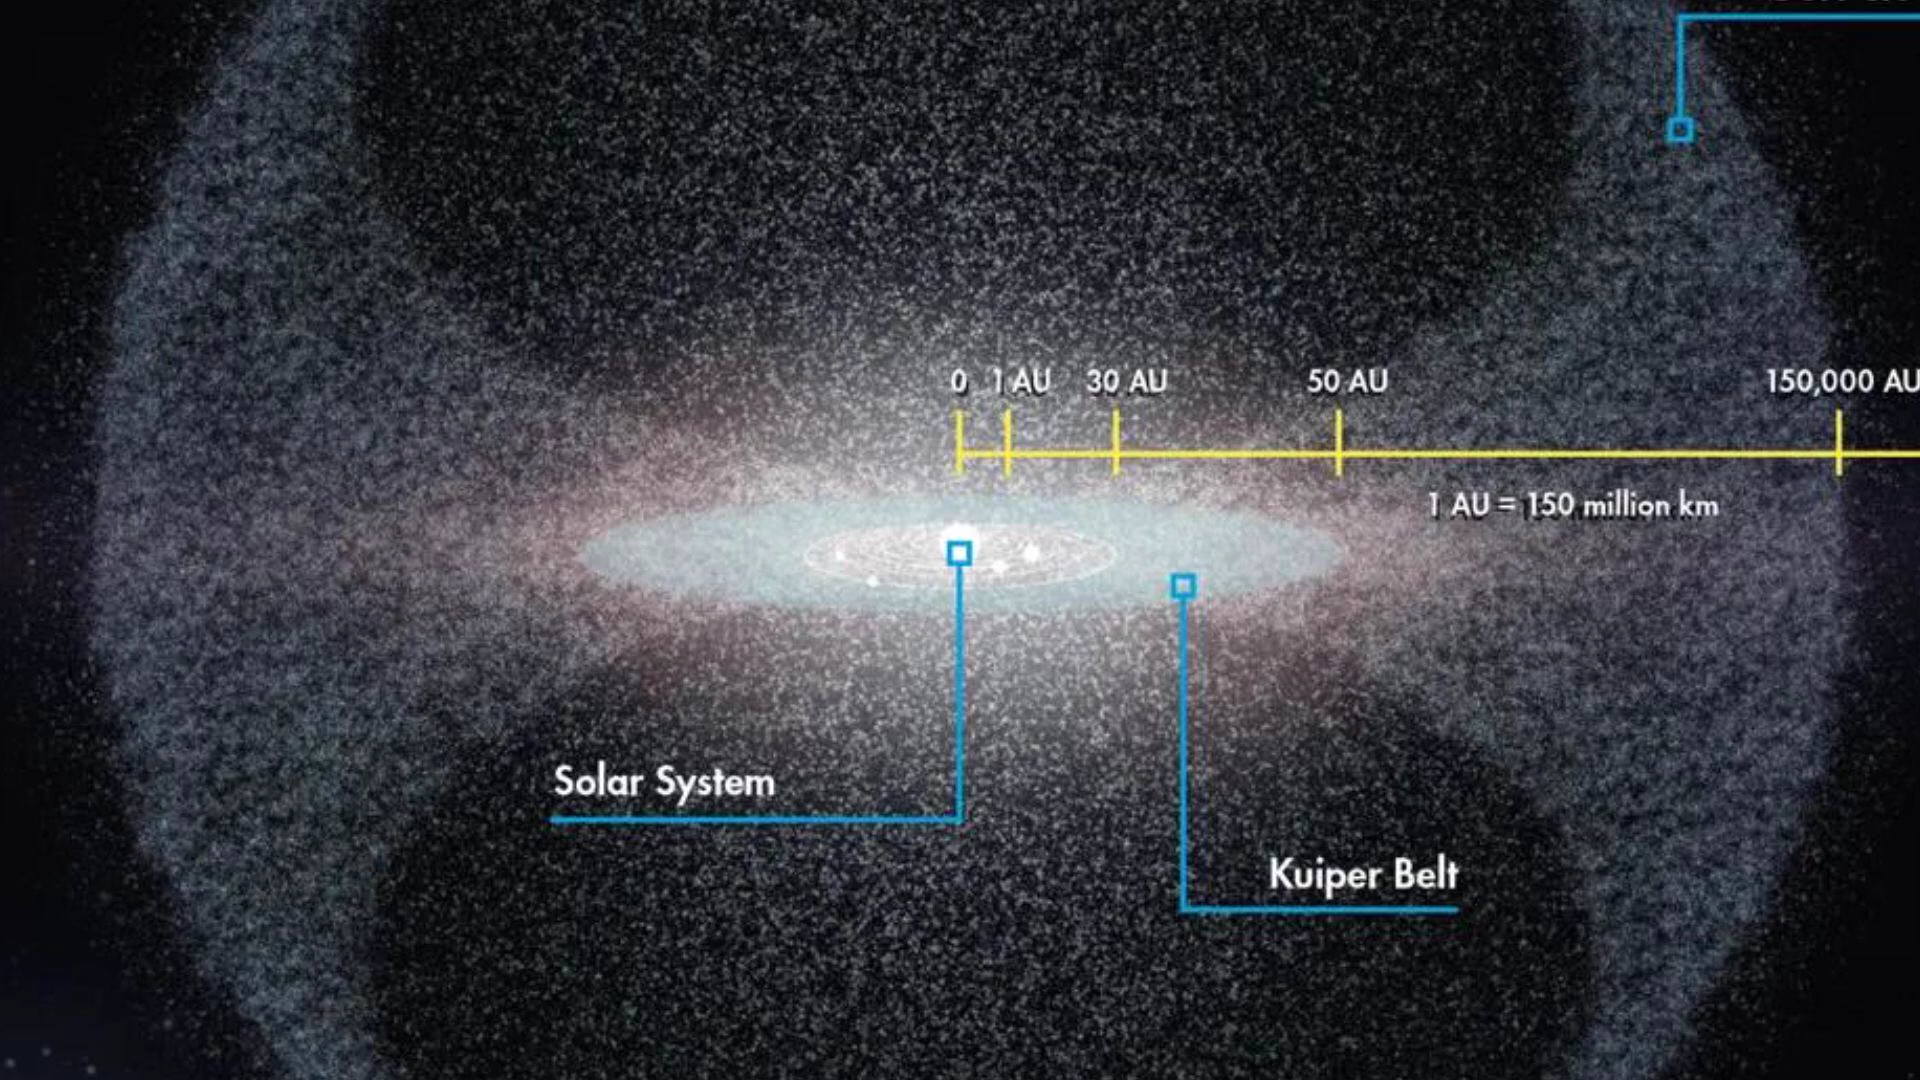 0 1 AU 30 AU 50 AU 150,000 AU
1 AU = 150 million km
Solar System
Kuiper Belt